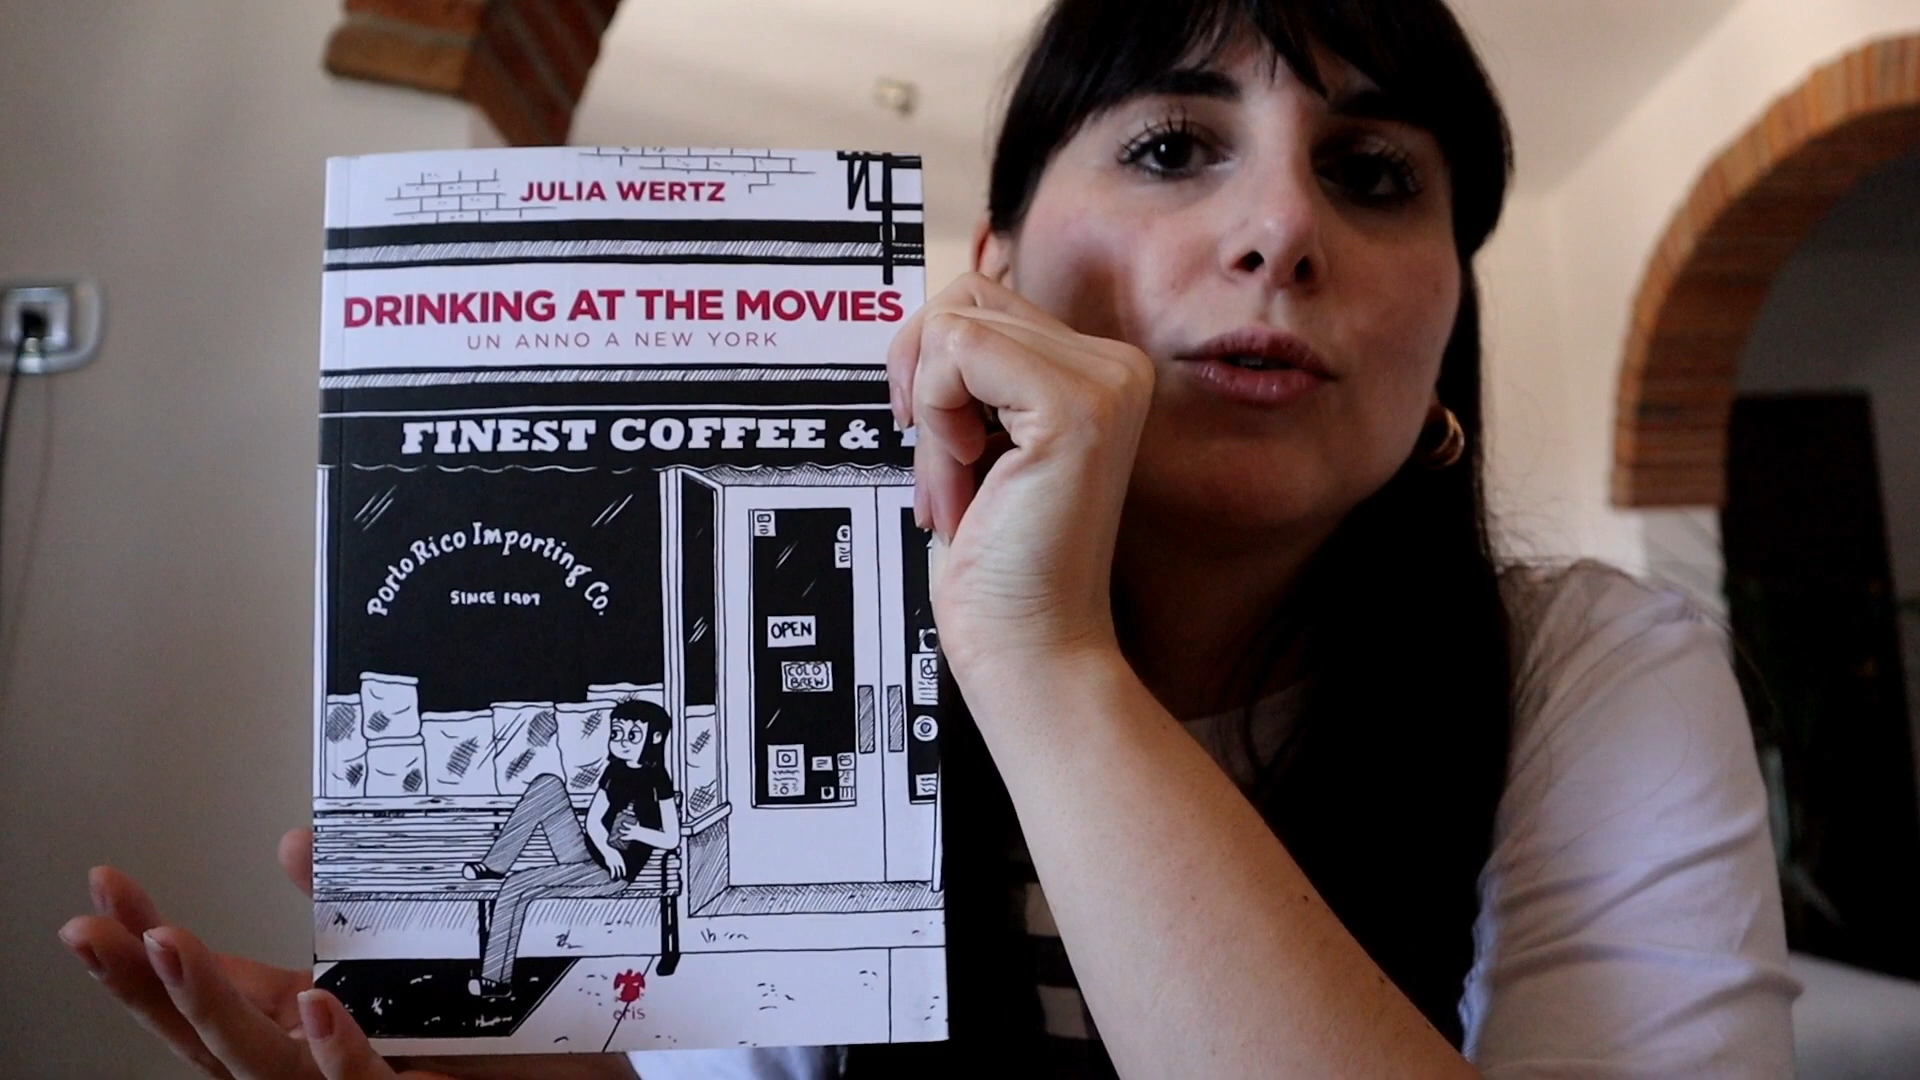 JULIA WERTZ
DRINKING AT THE MOVIES
UN ANNO A NEW YORK
FINEST COFFEE &
Porto Rico Importing Co.
SINCE 1907
OPEN
COLD
BREW
eris